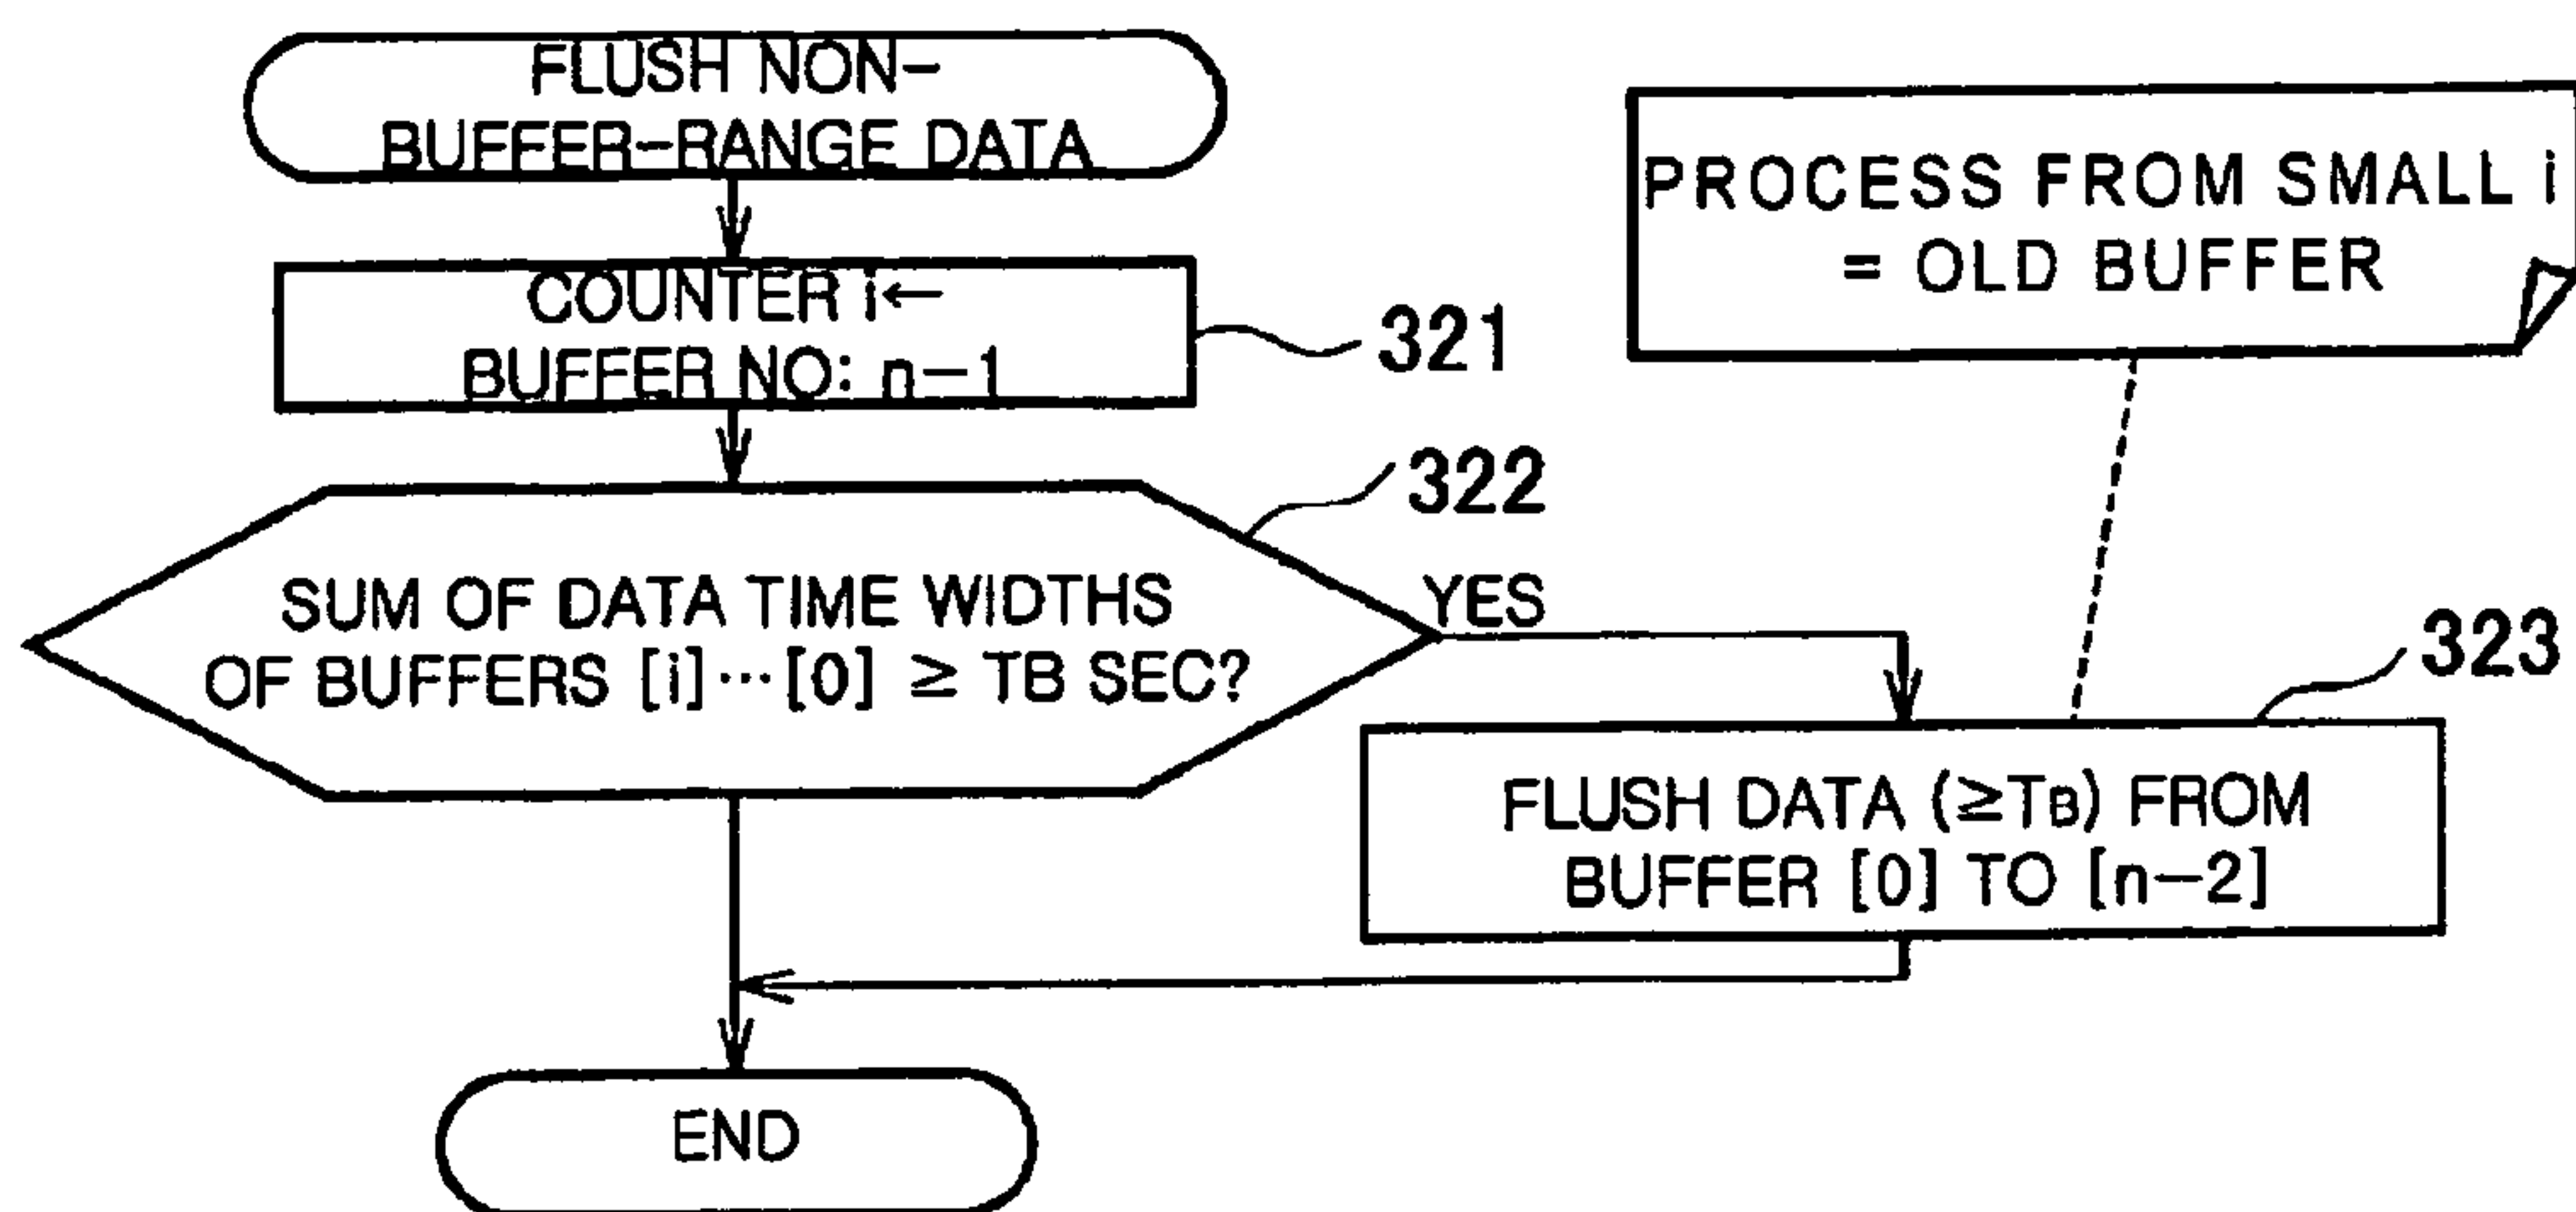 FLUSH NON-
BUFFER-RANGE DATA
COUNTER i←
BUFFER NO: n-1
321
PROCESS FROM SMALL i
= OLD BUFFER
322
SUM OF DATA TIME WIDTHS
OF BUFFERS [i]···[0] ≥ TB SEC?
YES
323
FLUSH DATA (≥TB) FROM
BUFFER [0] TO [n-2]
END